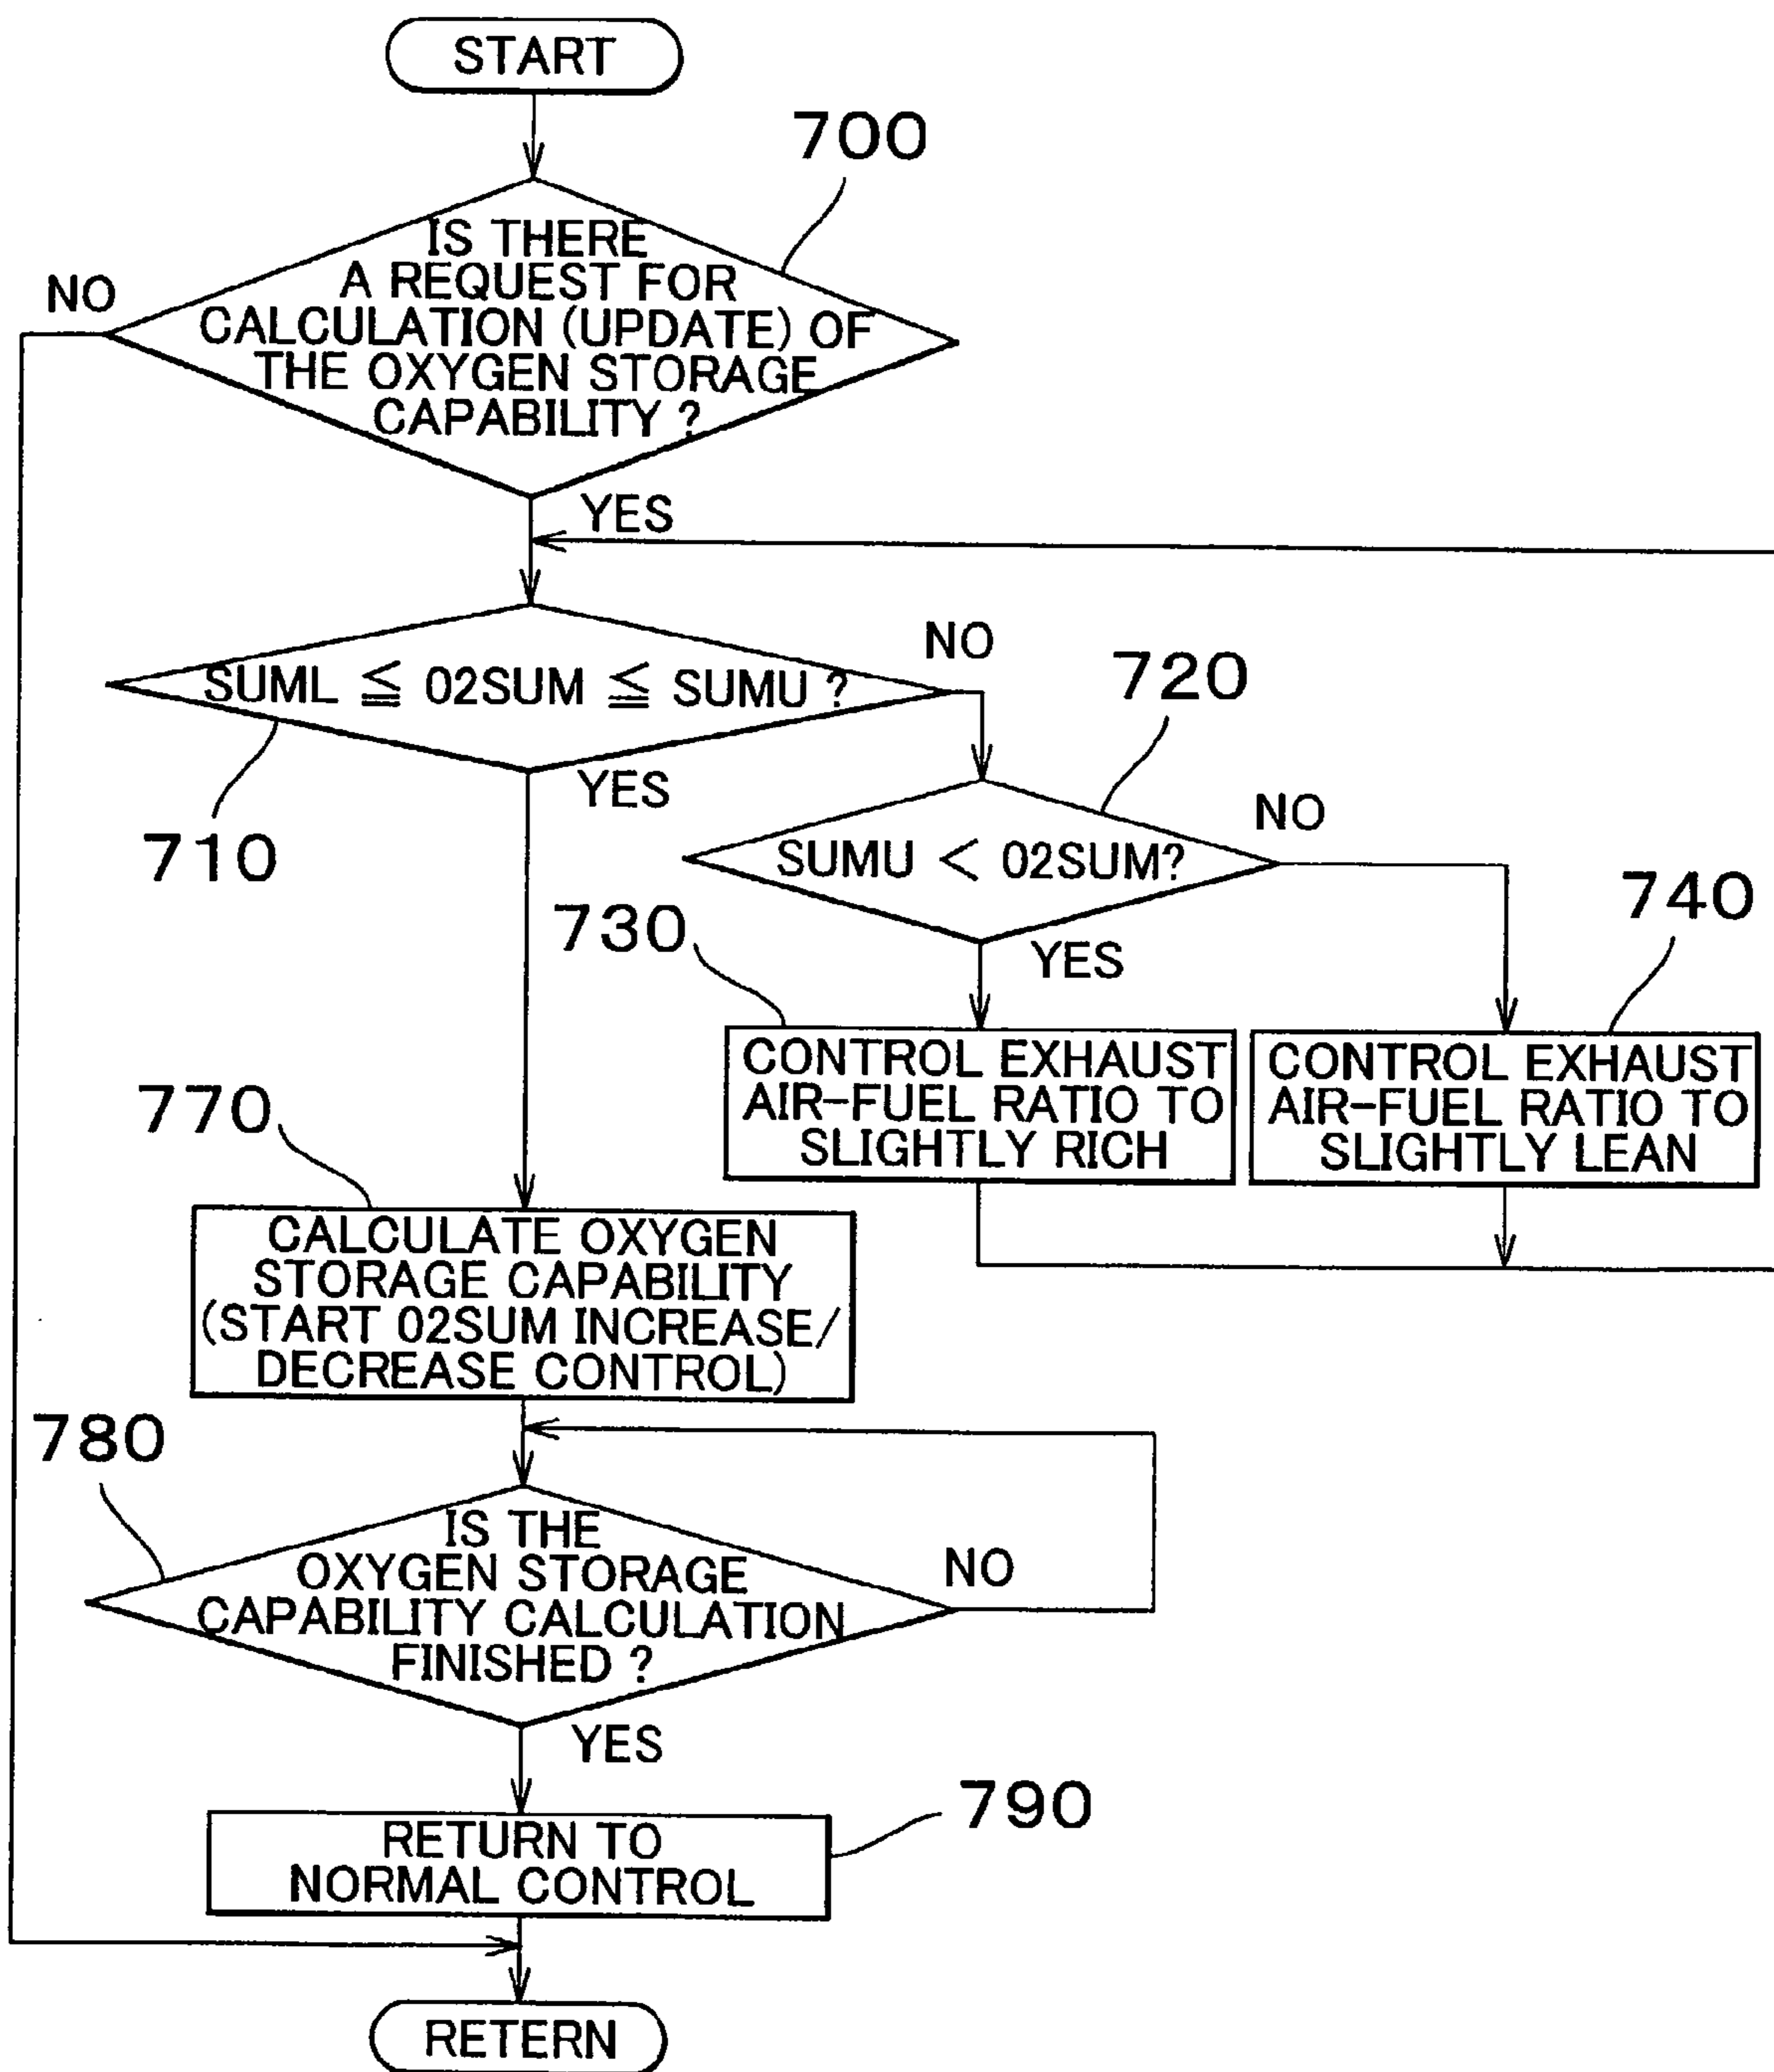 START
700
IS THERE
A REQUEST FOR
CALCULATION (UPDATE) OF
THE OXYGEN STORAGE
CAPABILITY ?
NO
YES
SUML ≦ 02SUM ≦ SUMU ?
NO
710
YES
720
SUMU < 02SUM?
NO
YES
730
CONTROL EXHAUST
AIR-FUEL RATIO TO
SLIGHTLY RICH
740
CONTROL EXHAUST
AIR-FUEL RATIO TO
SLIGHTLY LEAN
770
CALCULATE OXYGEN
STORAGE CAPABILITY
(START 02SUM INCREASE/
DECREASE CONTROL)
780
IS THE
OXYGEN STORAGE
CAPABILITY CALCULATION
FINISHED ?
NO
YES
790
RETURN TO
NORMAL CONTROL
RETERN